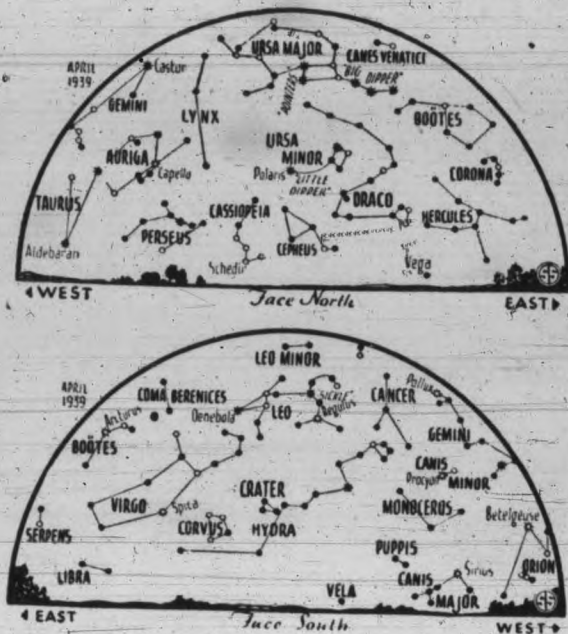 APRIL
1939
Castor
GEMINI
LYNX
URSA MAJOR
CANES VENATICI
"POINTERS"
"BIG DIPPER"
BOÖTES
AURIGA
Capella
URSA
MINOR
Polaris
"LITTLE
DIPPER"
DRACO
CORONA
TAURUS
Aldebaran
PERSEUS
CASSIOPEIA
Schedir
CEPHEUS
HERCULES
Vega
SS
WEST
Face North
EAST
APRIL
1939
LEO MINOR
COMA BERENICES
Denebola
LEO
"SICKLE"
Regulus
CANCER
Pollux
GEMINI
Arcturus
BOÖTES
CANIS
MINOR
Procyon
VIRGO
Spica
CRATER
CORVUS
HYDRA
MONOCEROS
Betelgeuse
SERPENS
LIBRA
PUPPIS
CANIS
MAJOR
Sirius
ORION
VELA
SS
EAST
Face South
WEST